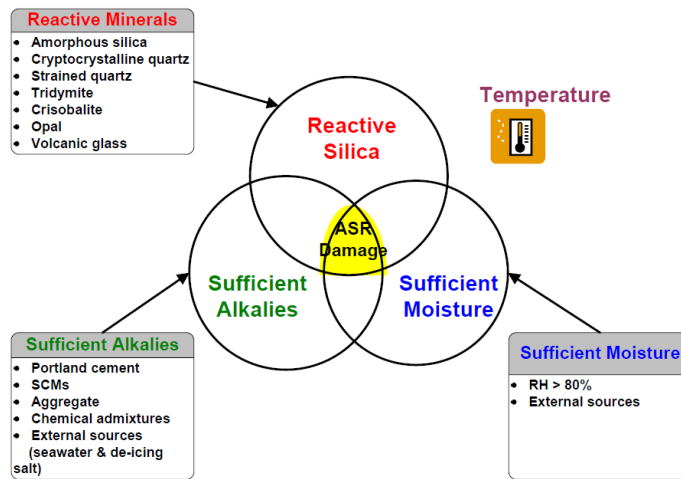 Reactive Minerals
• Amorphous silica
• Cryptocrystalline quartz
• Strained quartz
• Tridymite
• Crisobalite
• Opal
• Volcanic glass
Temperature
Reactive
Silica
ASR
Damage
Sufficient
Alkalies
Sufficient
Moisture
Sufficient Alkalies
• Portland cement
• SCMs
• Aggregate
• Chemical admixtures
• External sources
(seawater & de-icing
salt)
Sufficient Moisture
• RH > 80%
• External sources